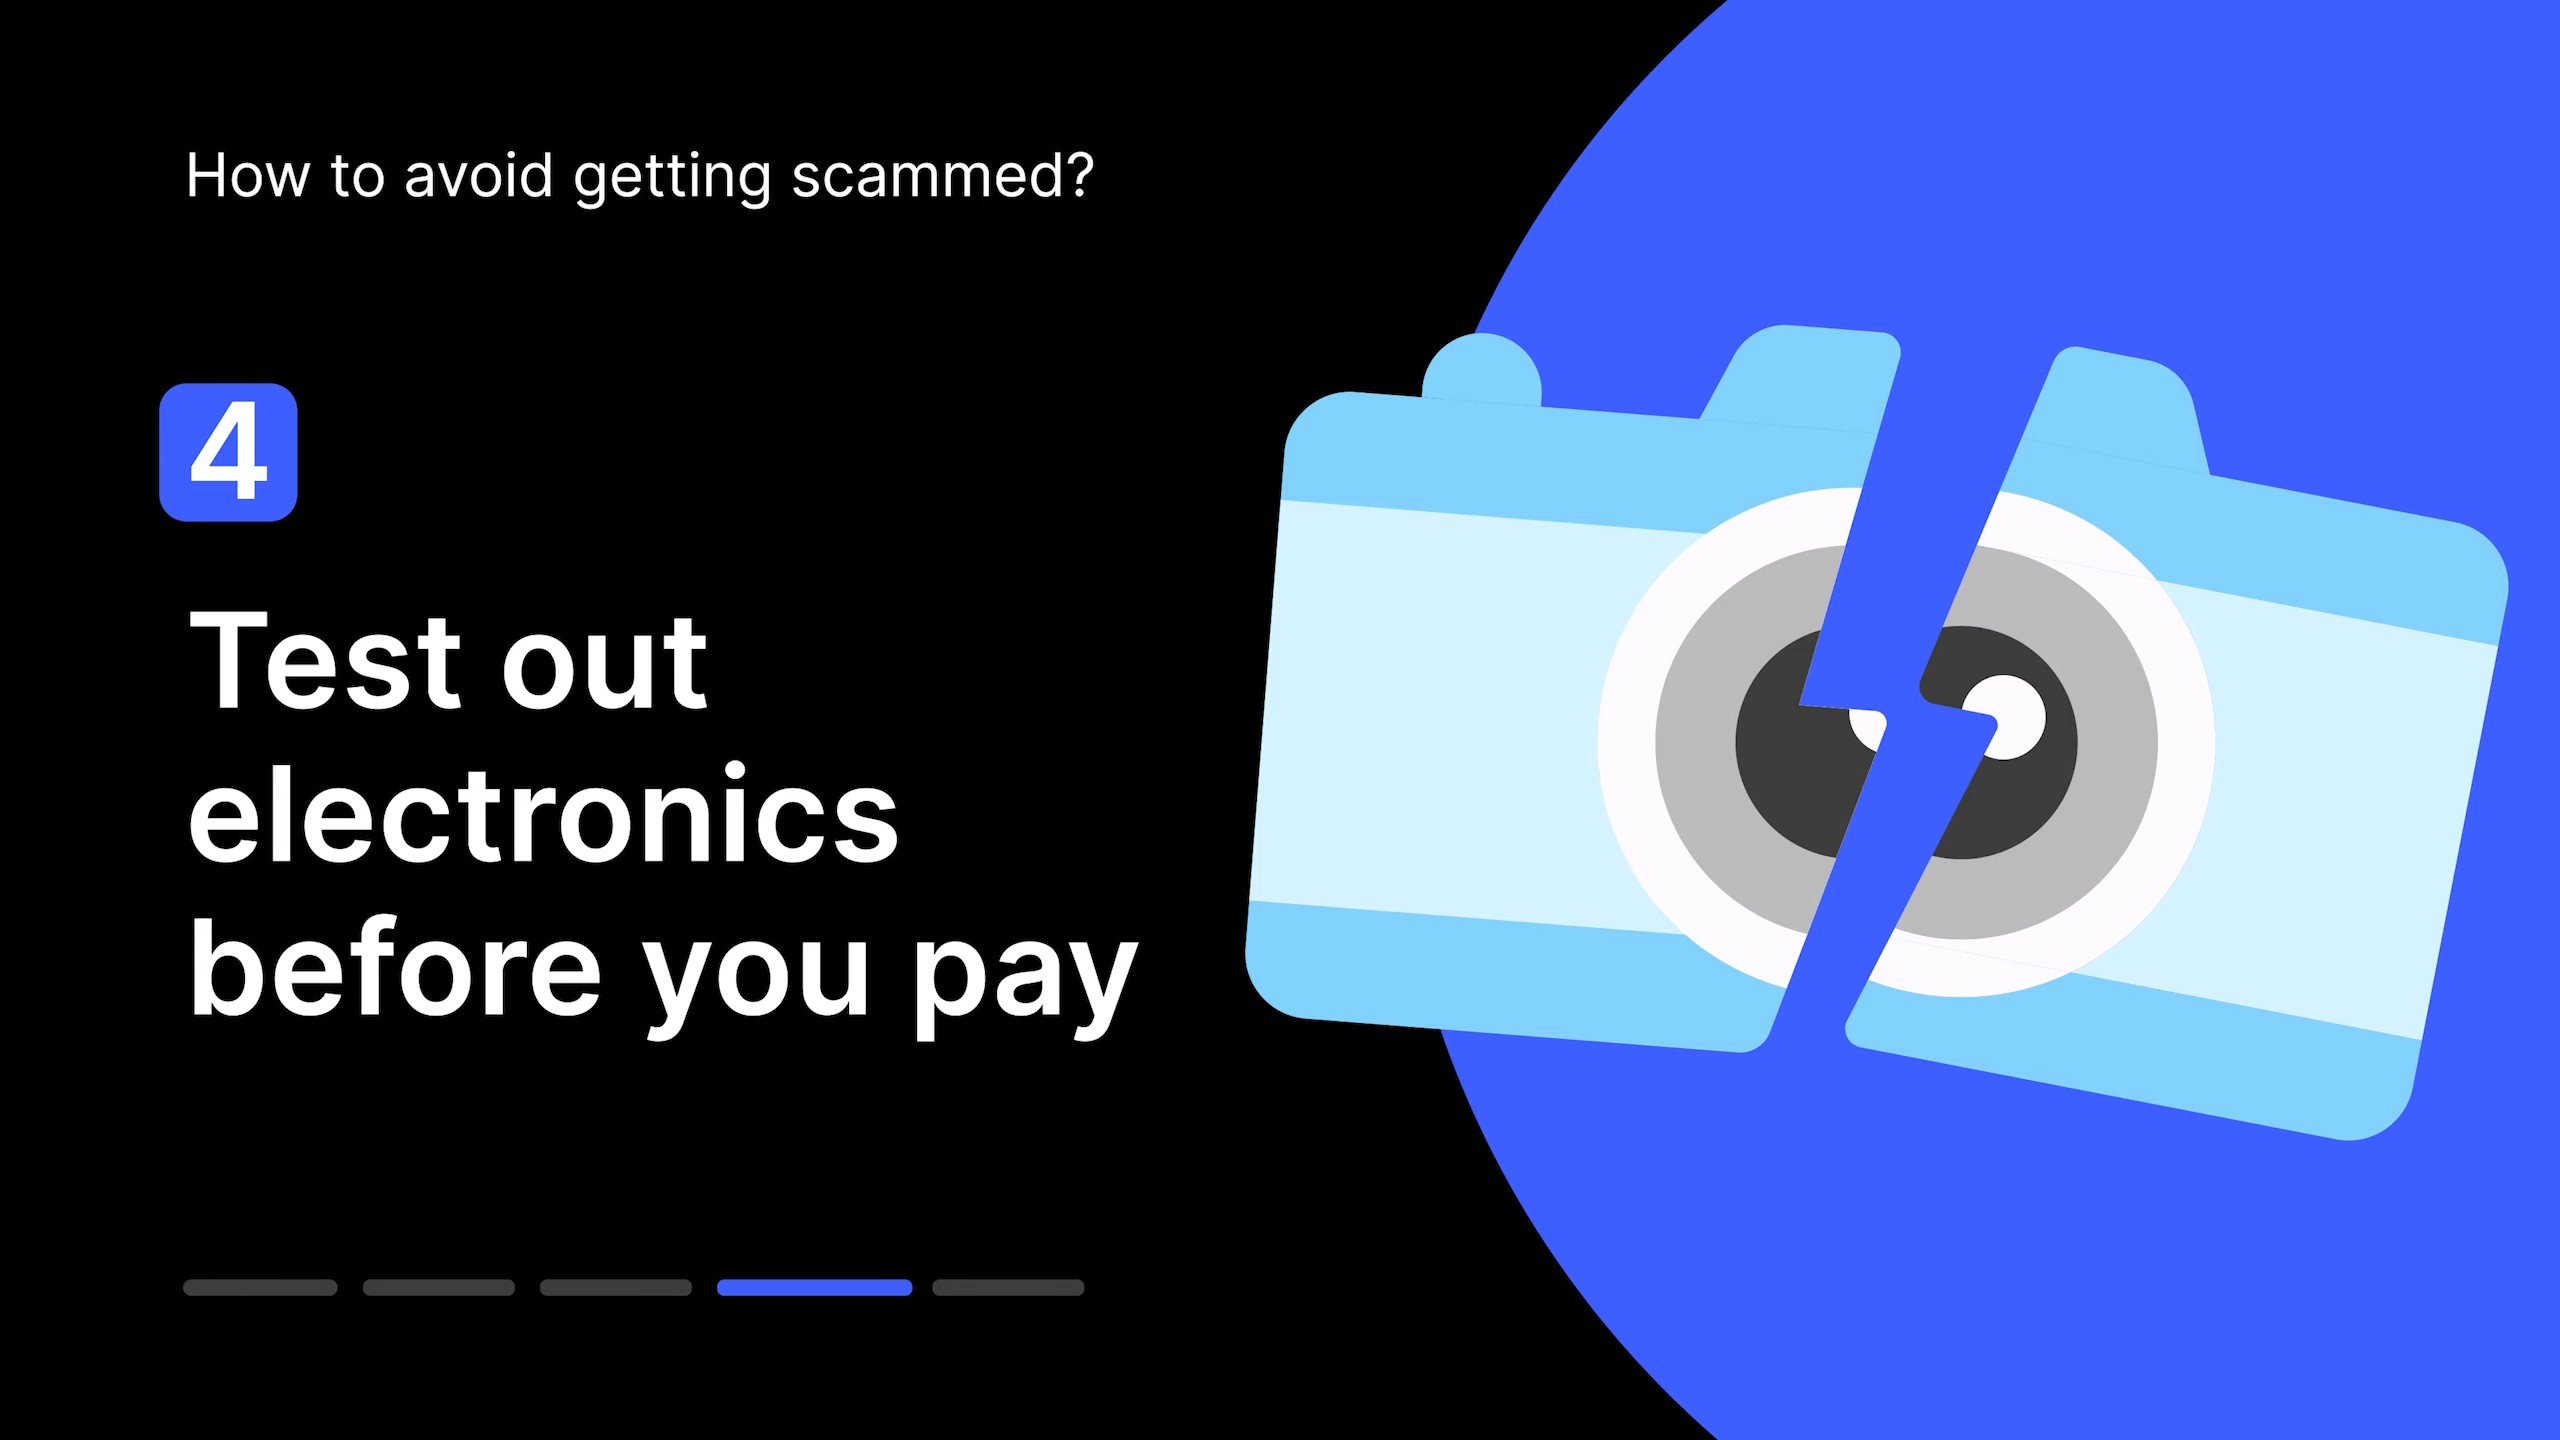 How to avoid getting scammed?
4
Test out
electronics
before you pay